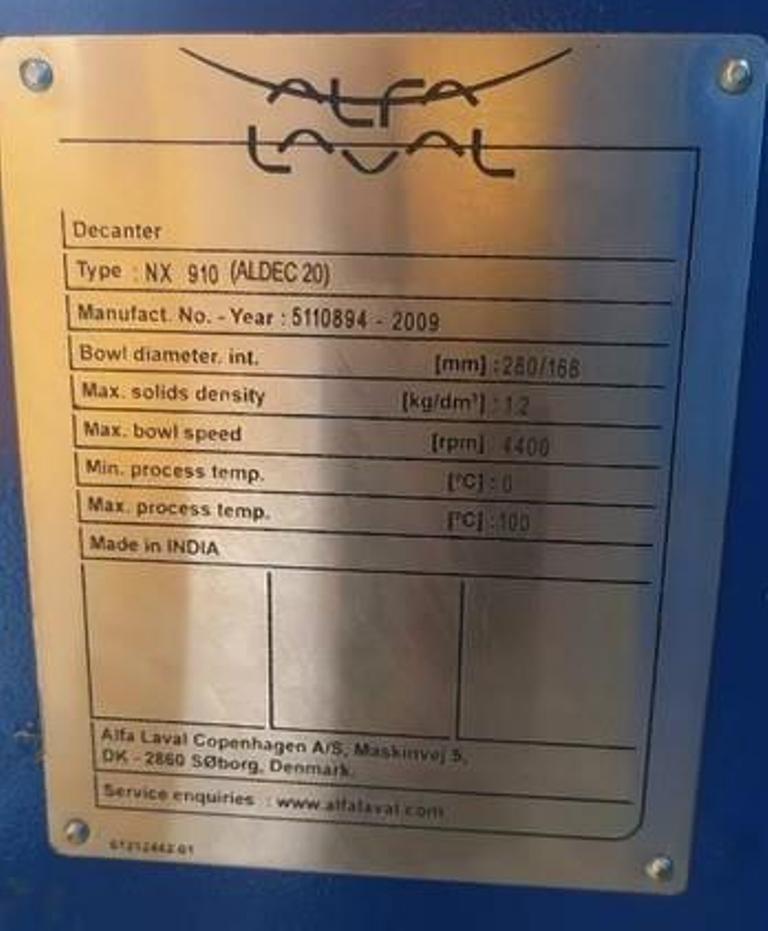 ALFA
LAVAL
Decanter
Type : NX 910 (ALDEC 20)
Manufact. No. - Year : 5110894 - 2009
Bowl diameter. int. [mm] : 280/168
Max. solids density [kg/dm³] : 1.2
Max. bowl speed [rpm] : 4400
Min. process temp. [°C] : 0
Max. process temp. [°C] : 100
Made in INDIA
Alfa Laval Copenhagen A/S, Maskinvej 5,
DK - 2860 SØborg, Denmark.
Service enquiries : www.alfalaval.com